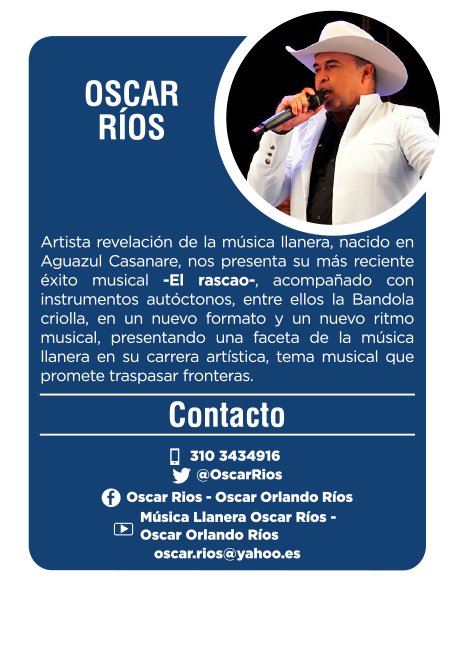 OSCAR
RÍOS
Artista revelación de la música llanera, nacido en
Aguazul Casanare, nos presenta su más reciente
éxito musical -El rascao-, acompañado con
instrumentos autóctonos, entre ellos la Bandola
criolla, en un nuevo formato y un nuevo ritmo
musical, presentando una faceta de la música
llanera en su carrera artística, tema musical que
promete traspasar fronteras.
Contacto
310 3434916
@OscarRios
Oscar Rios - Oscar Orlando Ríos
Música Llanera Oscar Ríos -
Oscar Orlando Ríos
oscar.rios@yahoo.es